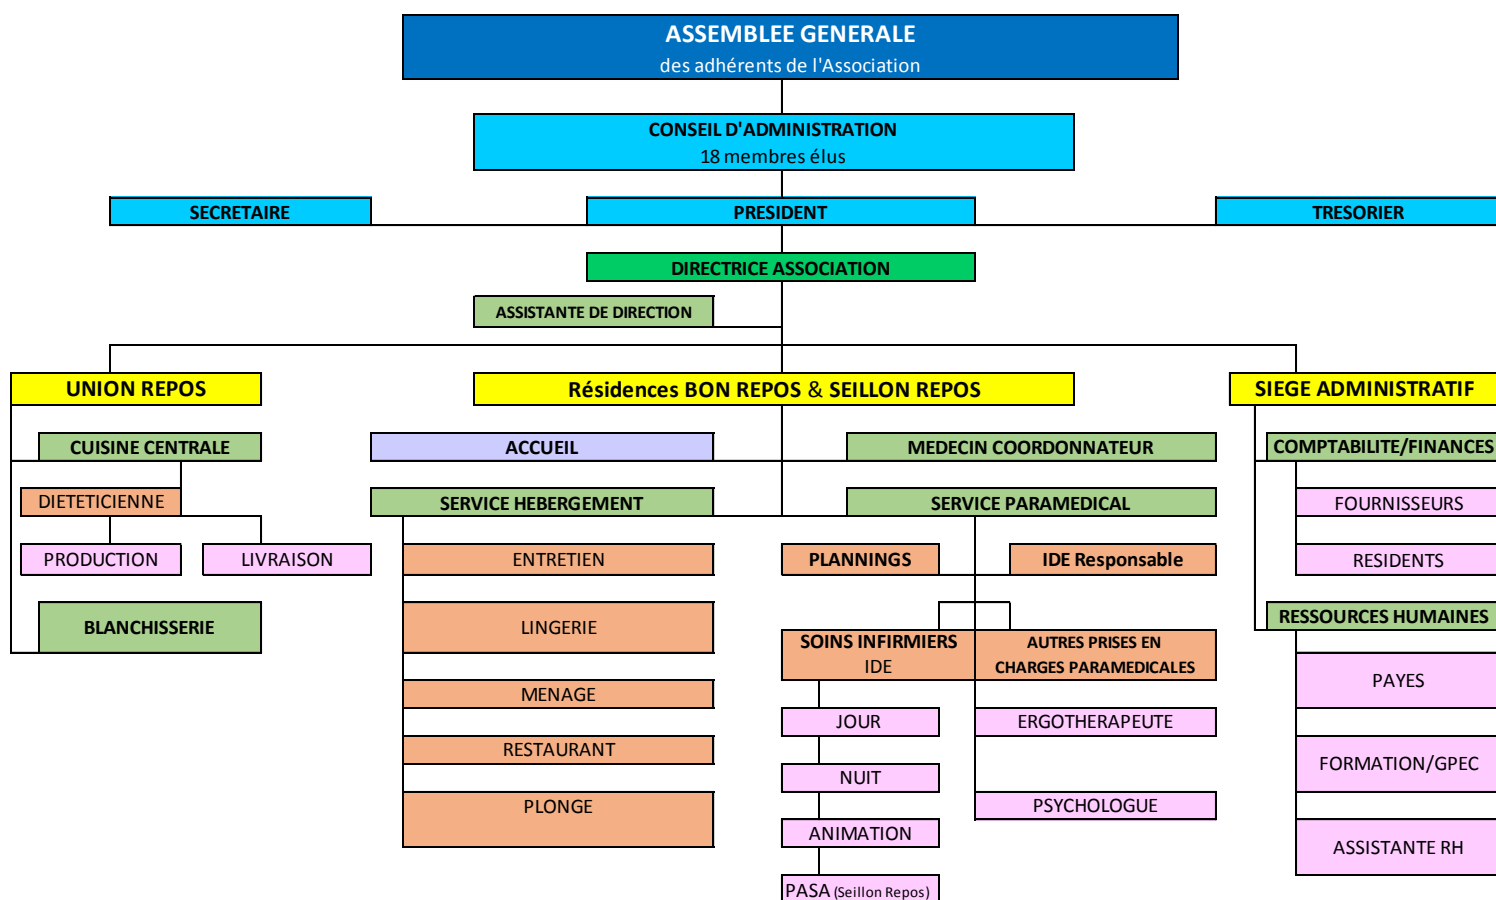 ASSEMBLEE GENERALE
des adhérents de l'Association
CONSEIL D'ADMINISTRATION
18 membres élus
SECRETAIRE
PRESIDENT
TRESORIER
DIRECTRICE ASSOCIATION
ASSISTANTE DE DIRECTION
UNION REPOS
Résidences BON REPOS & SEILLON REPOS
SIEGE ADMINISTRATIF
CUISINE CENTRALE
ACCUEIL
MEDECIN COORDONNATEUR
COMPTABILITE/FINANCES
DIETETICIENNE
SERVICE HEBERGEMENT
SERVICE PARAMEDICAL
FOURNISSEURS
PRODUCTION
LIVRAISON
ENTRETIEN
PLANNINGS
IDE Responsable
RESIDENTS
BLANCHISSERIE
LINGERIE
RESSOURCES HUMAINES
SOINS INFIRMIERS
IDE
AUTRES PRISES EN
CHARGES PARAMEDICALES
MENAGE
PAYES
JOUR
ERGOTHERAPEUTE
RESTAURANT
NUIT
FORMATION/GPEC
PLONGE
PSYCHOLOGUE
ANIMATION
ASSISTANTE RH
PASA (Seillon Repos)